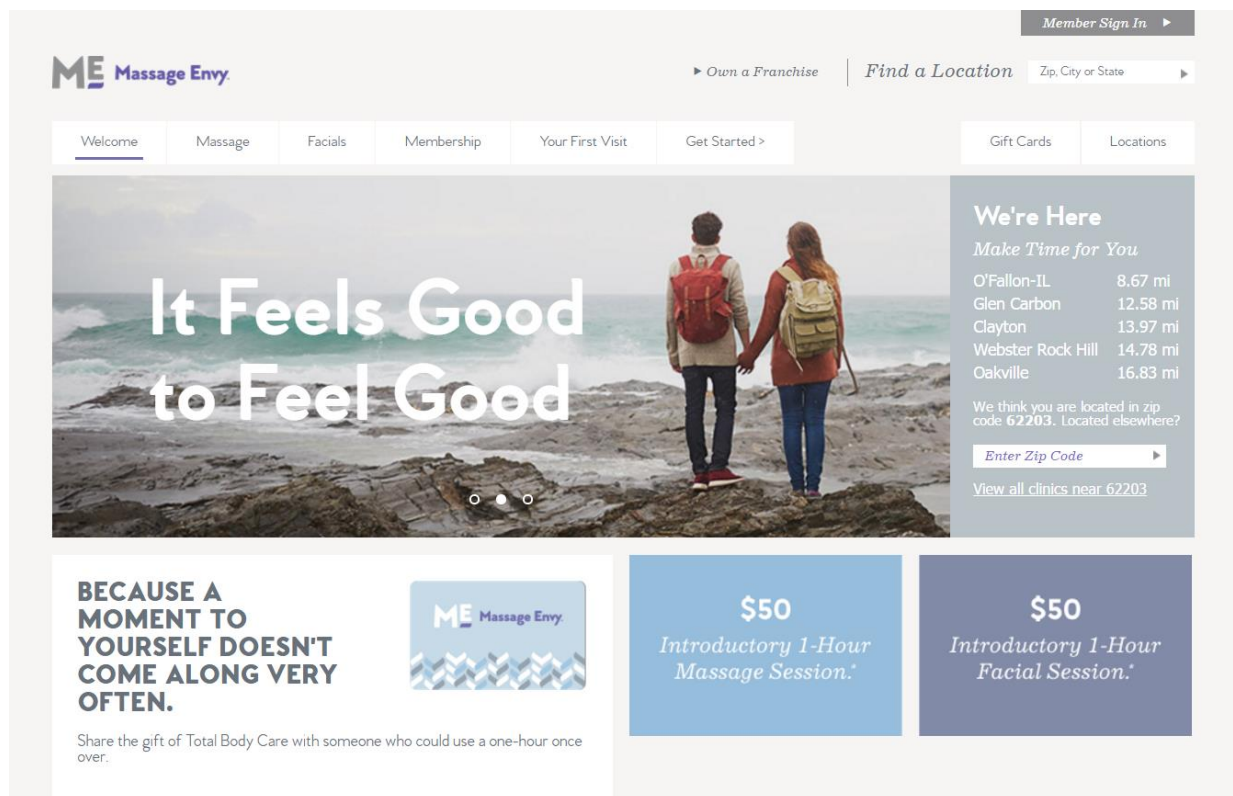 Member Sign In
ME Massage Envy.
Own a Franchise
Find a Location
Zip, City or State
Welcome
Massage
Facials
Membership
Your First Visit
Get Started >
Gift Cards
Locations
It Feels Good
to Feel Good
We're Here
Make Time for You
O'Fallon-IL 8.67 mi
Glen Carbon 12.58 mi
Clayton 13.97 mi
Webster Rock Hill 14.78 mi
Oakville 16.83 mi
We think you are located in zip
code 62203. Located elsewhere?
Enter Zip Code
View all clinics near 62203
BECAUSE A
MOMENT TO
YOURSELF DOESN'T
COME ALONG VERY
OFTEN.
ME Massage Envy.
Share the gift of Total Body Care with someone who could use a one-hour once
over.
$50
Introductory 1-Hour
Massage Session.*
$50
Introductory 1-Hour
Facial Session.*